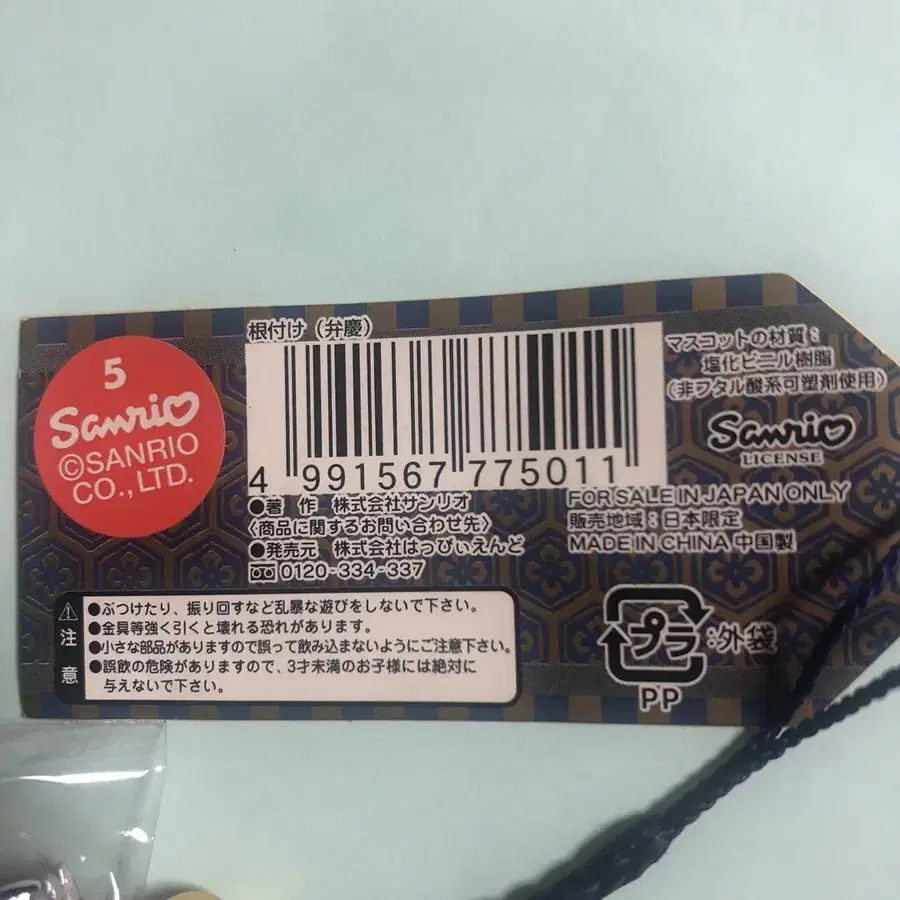 5
Sanrio
©SANRIO
CO., LTD.
根付け（弁慶）
4 991567 775011
●著　作　株式会社サンリオ
〈商品に関するお問い合わせ先〉
●発売元　株式会社はっぴぃえんど
0120-334-337
マスコットの材質：
塩化ビニル樹脂
（非フタル酸系可塑剤使用）
Sanrio
LICENSE
FOR SALE IN JAPAN ONLY
販売地域：日本限定
MADE IN CHINA 中国製
注意
●ぶつけたり、振り回すなど乱暴な遊びをしないで下さい。
●金具等強く引くと壊れる恐れがあります。
●小さな部品がありますので誤って飲み込まないようにご注意下さい。
●誤飲の危険がありますので、3才未満のお子様には絶対に
与えないで下さい。
プラ：外袋
PP